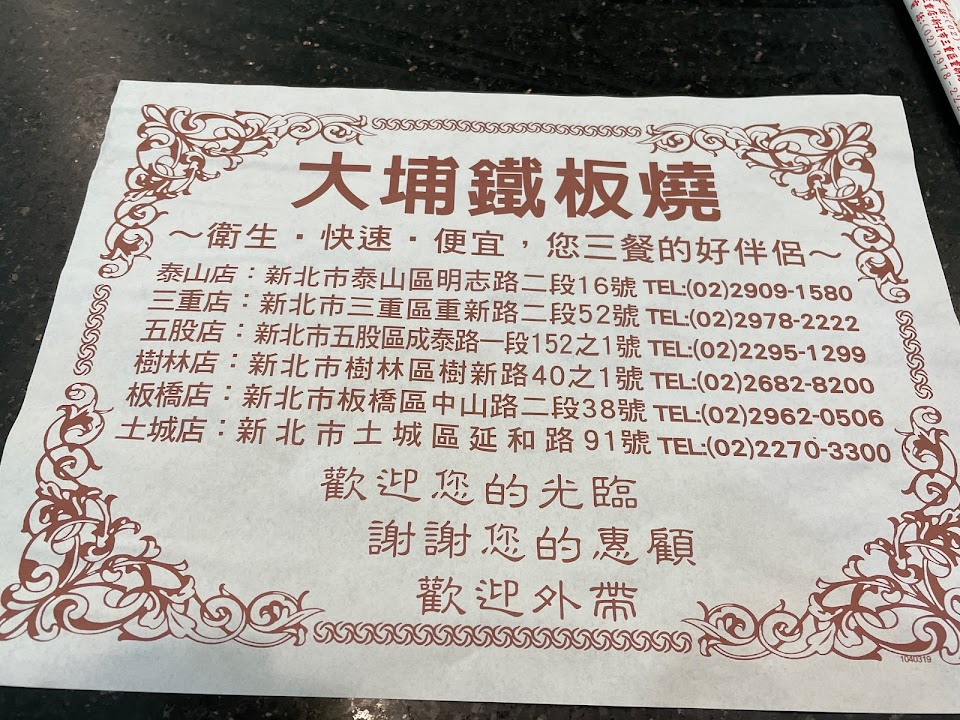 大埔鐵板燒
～衛生・快速・便宜，您三餐的好伴侶～
泰山店：新北市泰山區明志路二段16號 TEL:(02)2909-1580
三重店：新北市三重區重新路二段52號 TEL:(02)2978-2222
五股店：新北市五股區成泰路一段152之1號 TEL:(02)2295-1299
樹林店：新北市樹林區樹新路40之1號 TEL:(02)2682-8200
板橋店：新北市板橋區中山路二段38號 TEL:(02)2962-0506
土城店：新北市土城區延和路91號 TEL:(02)2270-3300
歡迎您的光臨
謝謝您的惠顧
歡迎外帶
1040319